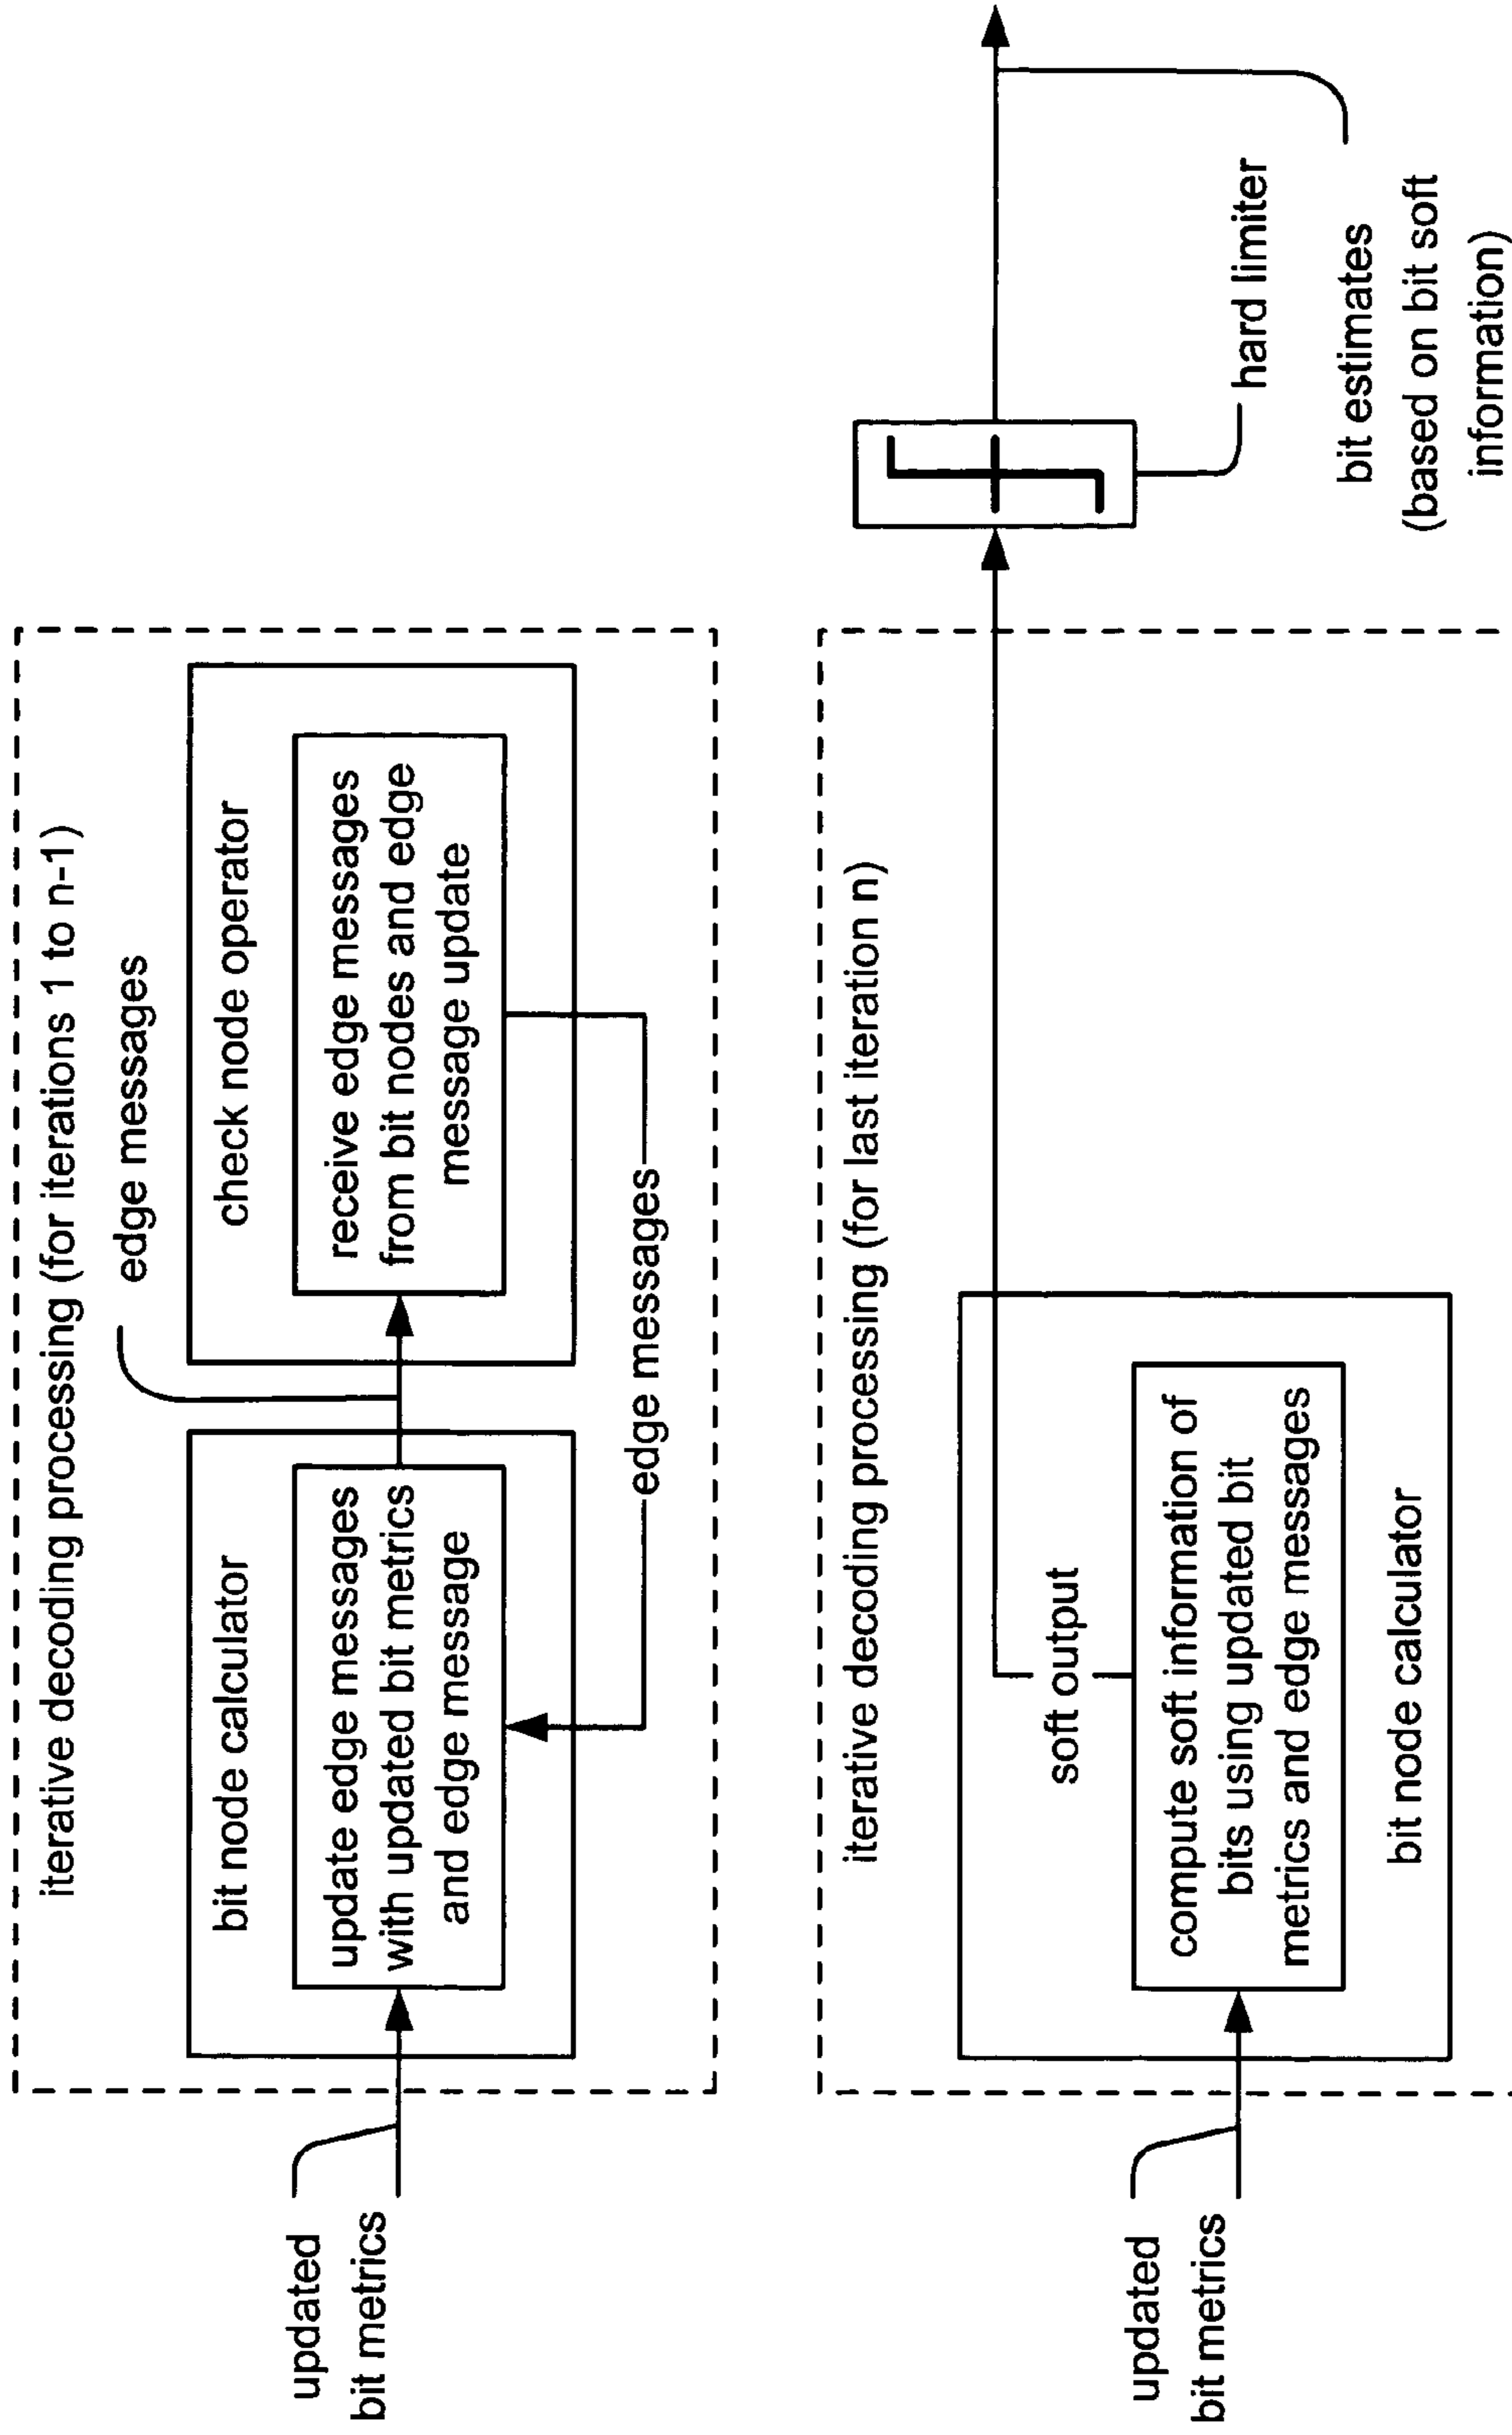 iterative decoding processing (for iterations 1 to n-1)
edge messages
bit node calculator
update edge messages
with updated bit metrics
and edge message
check node operator
receive edge messages
from bit nodes and edge
message update
edge messages
updated
bit metrics
iterative decoding processing (for last iteration n)
soft output
compute soft information of
bits using updated bit
metrics and edge messages
bit node calculator
updated
bit metrics
hard limiter
bit estimates
(based on bit soft
information)